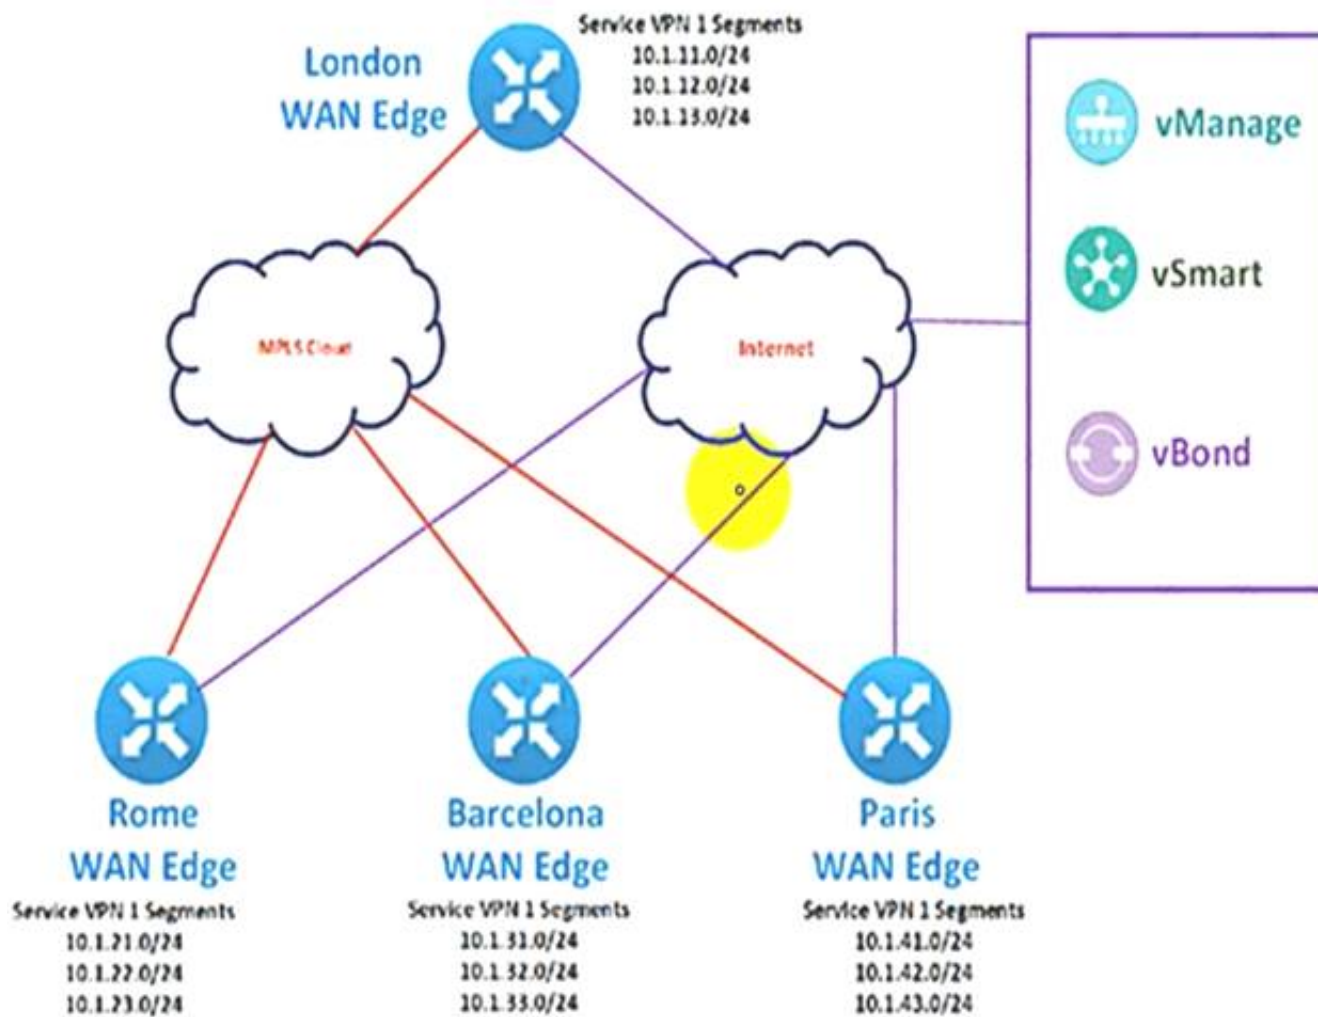 Service VPN 1 Segments
10.1.11.0/24
10.1.12.0/24
10.1.13.0/24
London
WAN Edge
vManage
vSmart
vBond
MPLS Cloud
Internet
Rome
WAN Edge
Service VPN 1 Segments
10.1.21.0/24
10.1.22.0/24
10.1.23.0/24
Barcelona
WAN Edge
Service VPN 1 Segments
10.1.31.0/24
10.1.32.0/24
10.1.33.0/24
Paris
WAN Edge
Service VPN 1 Segments
10.1.41.0/24
10.1.42.0/24
10.1.43.0/24